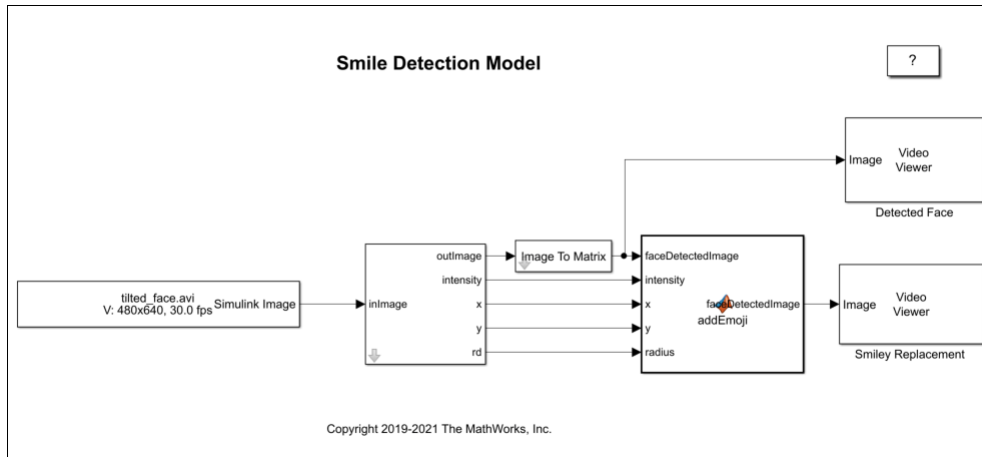 Smile Detection Model
?
Image
Video
Viewer
Detected Face
tilted_face.avi
V: 480x640, 30.0 fps
Simulink Image
inImage
outImage
intensity
x
y
rd
Image To Matrix
faceDetectedImage
intensity
x
y
radius
faceDetectedImage
addEmoji
Image
Video
Viewer
Smiley Replacement
Copyright 2019-2021 The MathWorks, Inc.